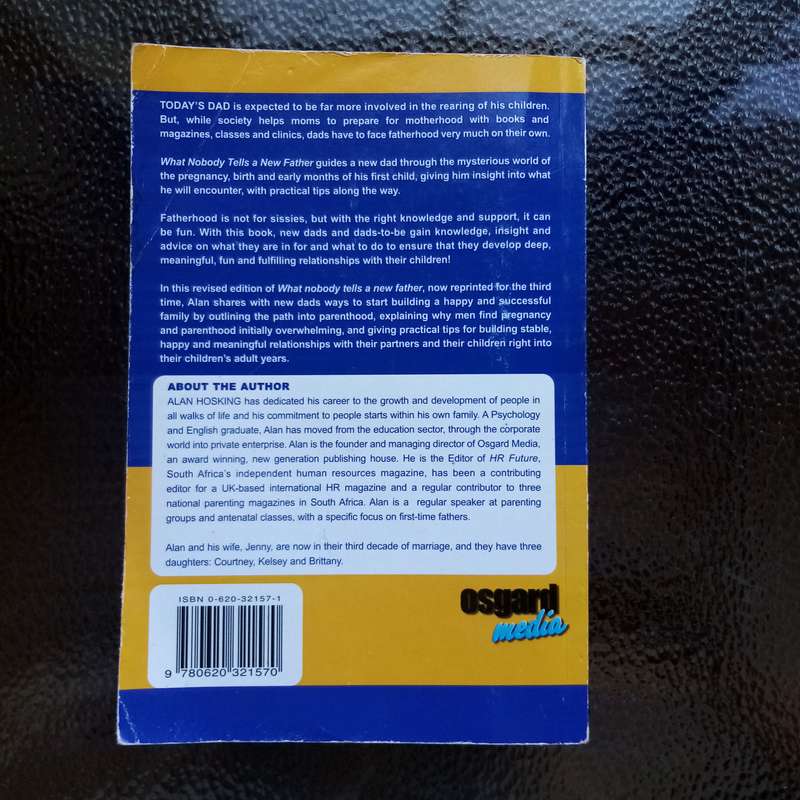 TODAY'S DAD is expected to be far more involved in the rearing of his children.
But, while society helps moms to prepare for motherhood with books and
magazines, classes and clinics, dads have to face fatherhood very much on their own.
What Nobody Tells a New Father guides a new dad through the mysterious world of
the pregnancy, birth and early months of his first child, giving him insight into what
he will encounter, with practical tips along the way.
Fatherhood is not for sissies, but with the right knowledge and support, it can
be fun. With this book, new dads and dads-to-be gain knowledge, insight and
advice on what they are in for and what to do to ensure that they develop deep,
meaningful, fun and fulfilling relationships with their children!
In this revised edition of What nobody tells a new father, now reprinted for the third
time, Alan shares with new dads ways to start building a happy and successful
family by outlining the path into parenthood, explaining why men find pregnancy
and parenthood initially overwhelming, and giving practical tips for building stable,
happy and meaningful relationships with their partners and their children right into
their children's adult years.
ABOUT THE AUTHOR
ALAN HOSKING has dedicated his career to the growth and development of people in
all walks of life and his commitment to people starts within his own family. A Psychology
and English graduate, Alan has moved from the education sector, through the corporate
world into private enterprise. Alan is the founder and managing director of Osgard Media,
an award winning, new generation publishing house. He is the Editor of HR Future,
South Africa's independent human resources magazine, has been a contributing
editor for a UK-based international HR magazine and a regular contributor to three
national parenting magazines in South Africa. Alan is a regular speaker at parenting
groups and antenatal classes, with a specific focus on first-time fathers.
Alan and his wife, Jenny, are now in their third decade of marriage, and they have three
daughters: Courtney, Kelsey and Brittany.
ISBN 0-620-32157-1
9 780620 321570
osgard
media